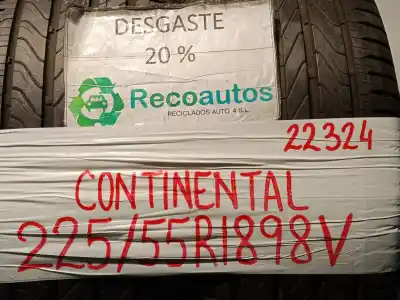 DESGASTE
20 %
Recoautos
RECICLADOS AUTO 4 S.L.
22324
CONTINENTAL
225/55R1898V